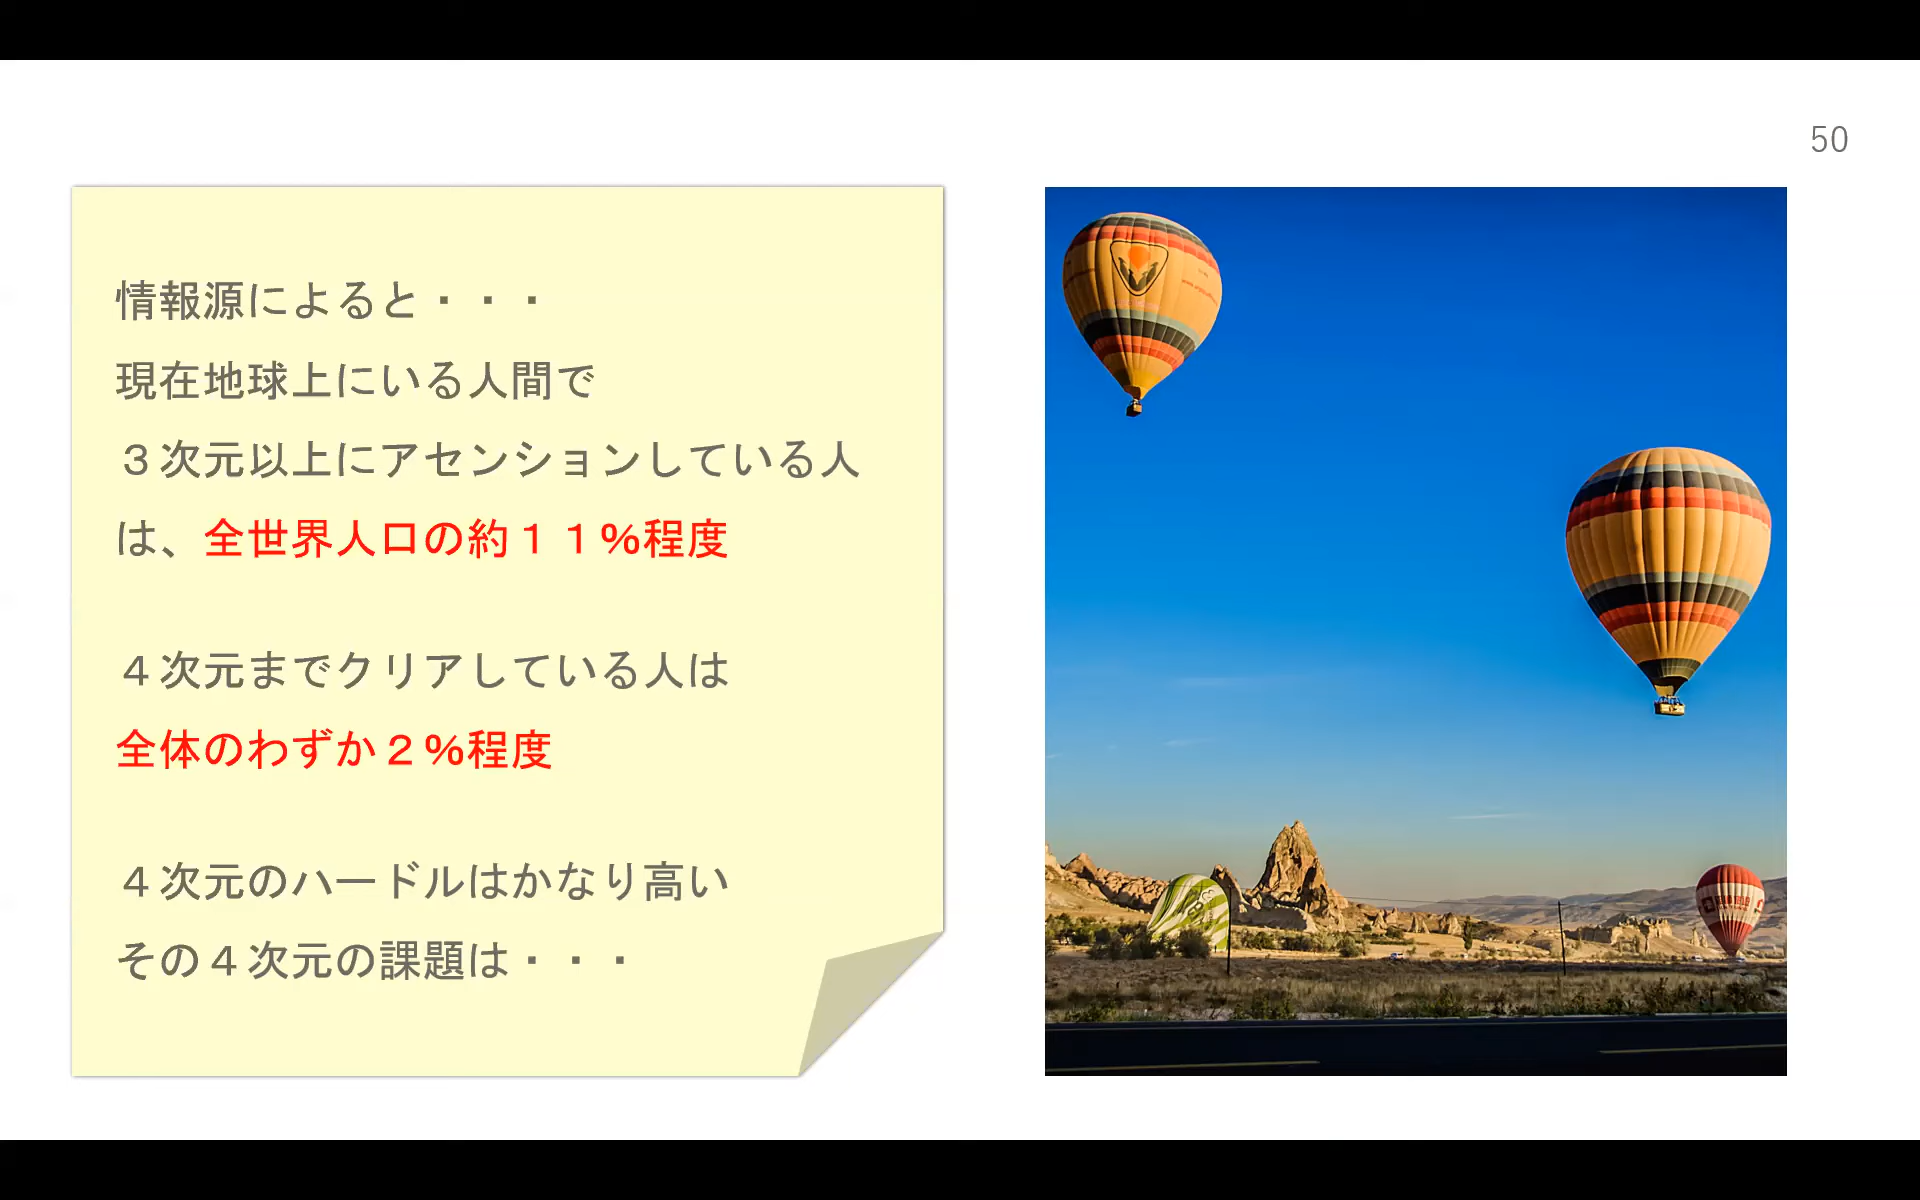 50
情報源によると・・・
現在地球上にいる人間で
３次元以上にアセンションしている人
は、全世界人口の約１１%程度
４次元までクリアしている人は
全体のわずか２%程度
４次元のハードルはかなり高い
その４次元の課題は・・・